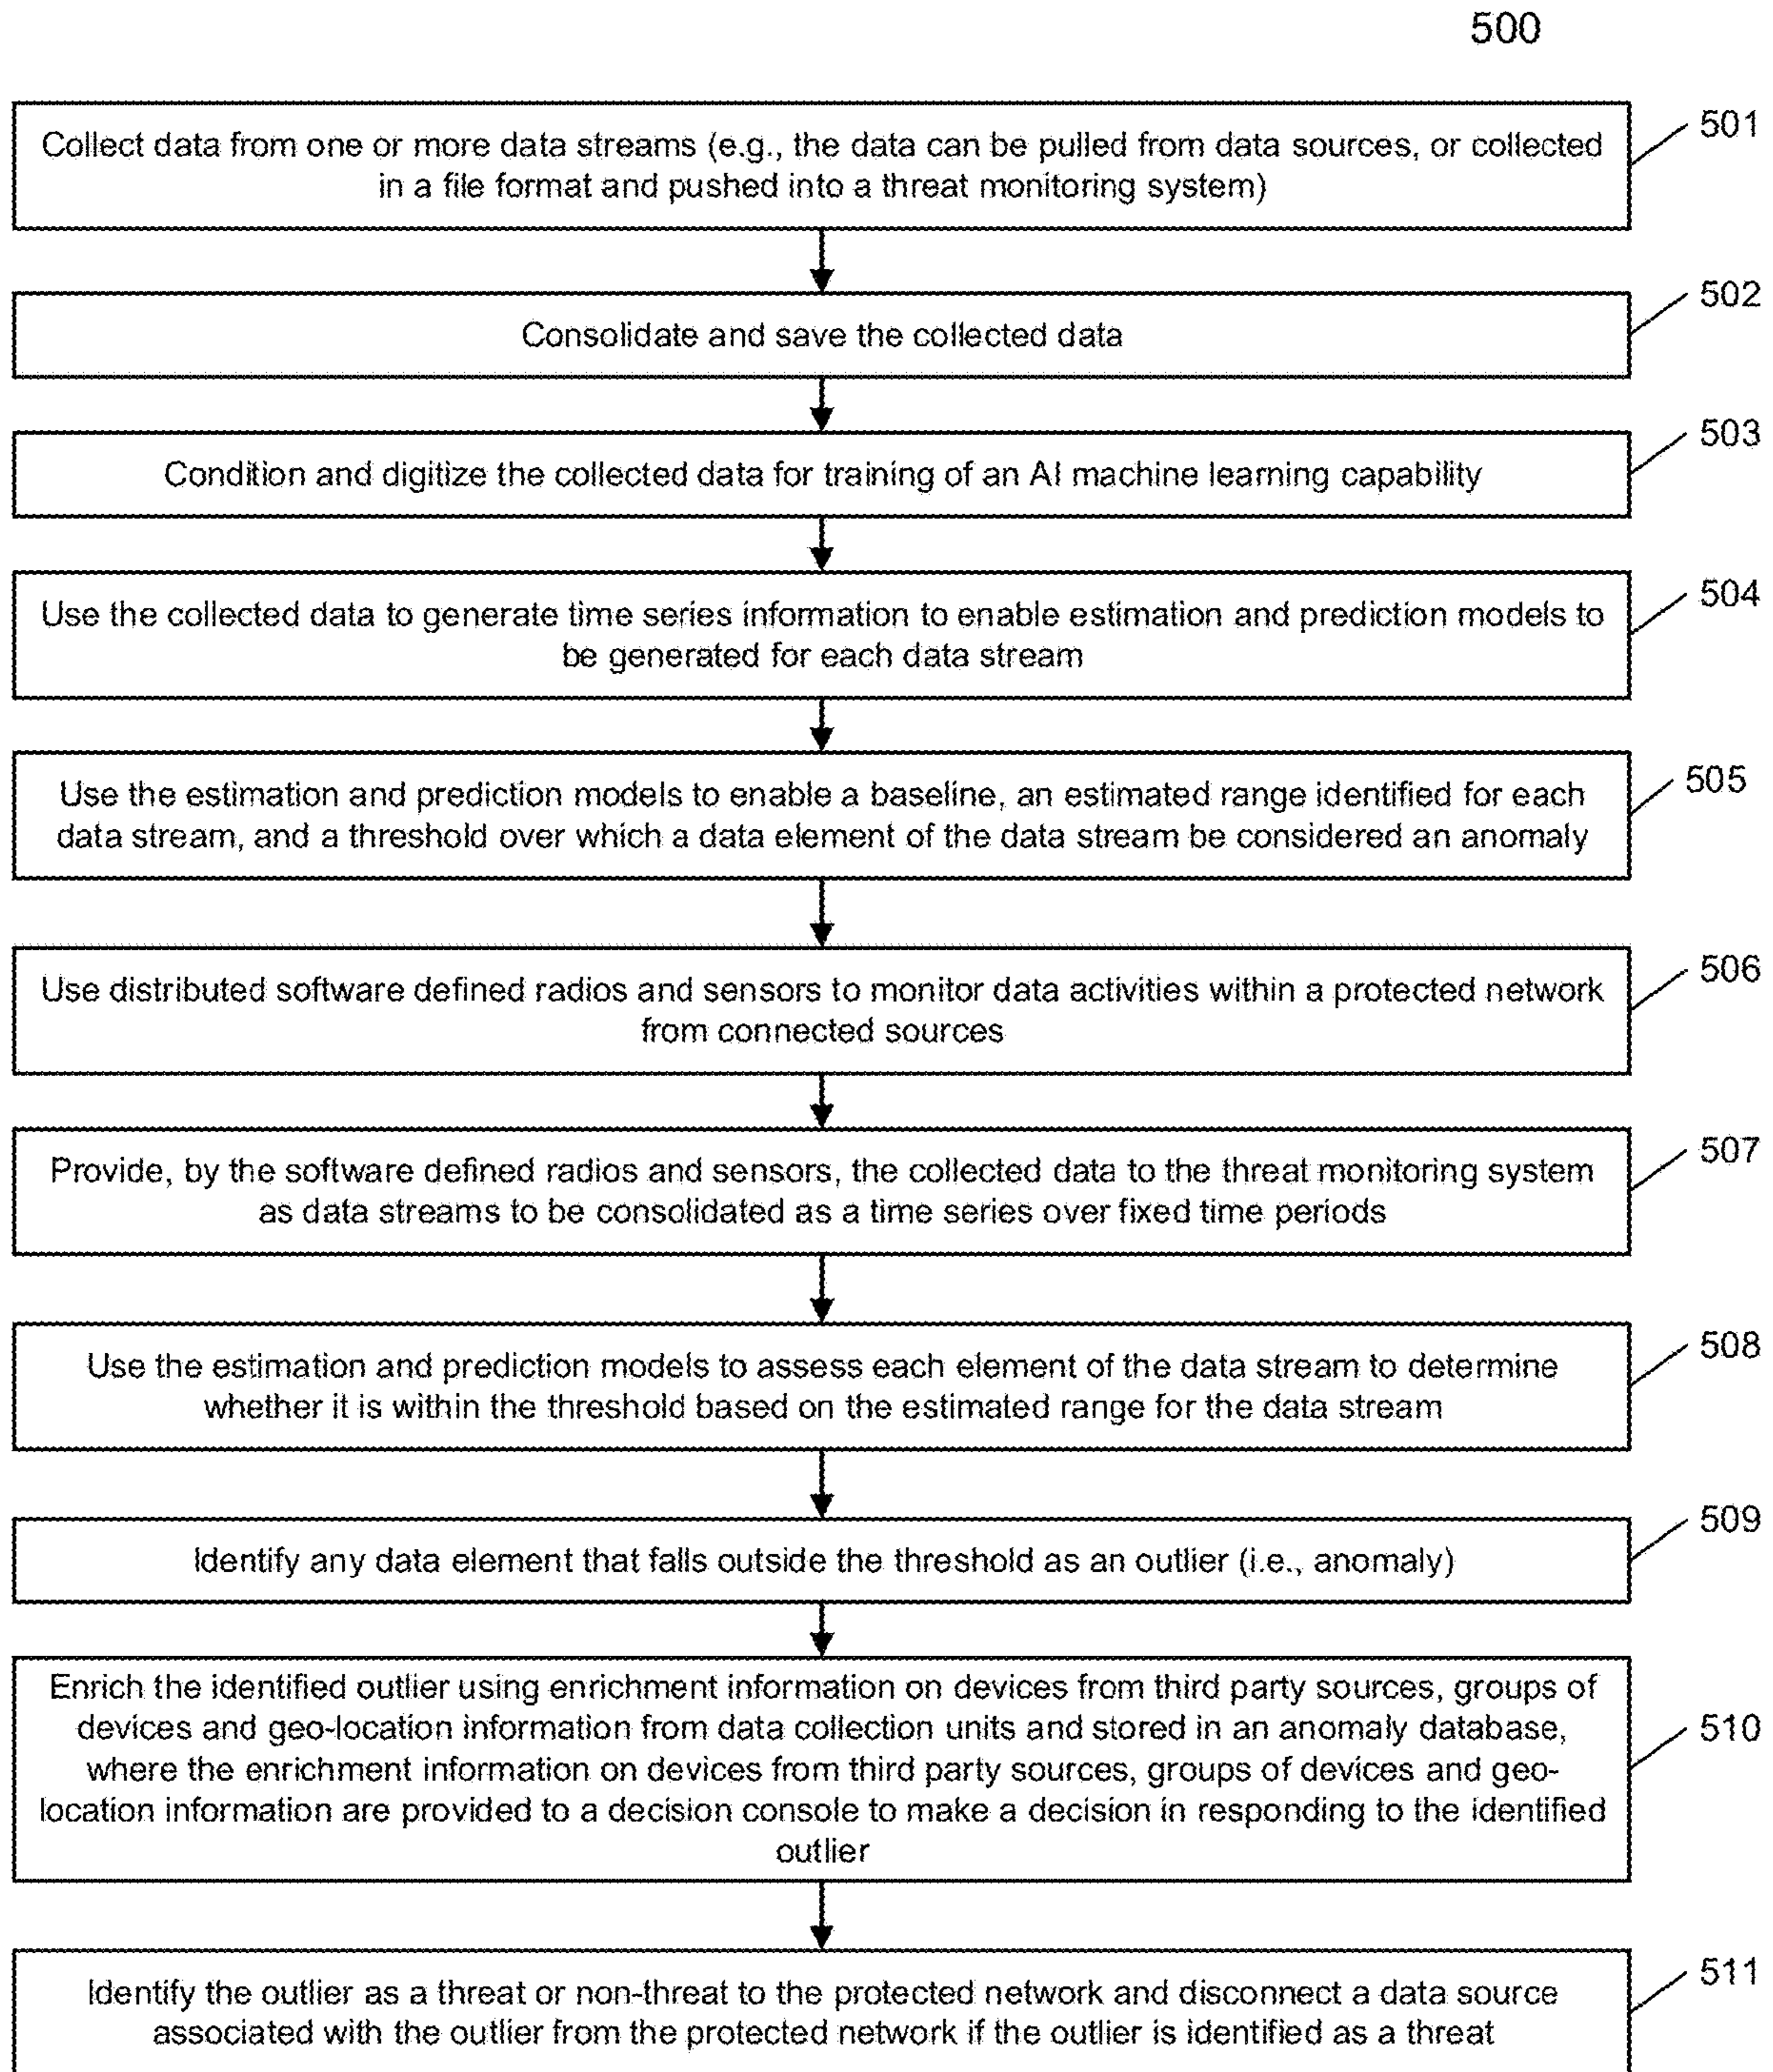 500
Collect data from one or more data streams (e.g., the data can be pulled from data sources, or collected
in a file format and pushed into a threat monitoring system)
501
Consolidate and save the collected data
502
Condition and digitize the collected data for training of an AI machine learning capability
503
Use the collected data to generate time series information to enable estimation and prediction models to
be generated for each data stream
504
Use the estimation and prediction models to enable a baseline, an estimated range identified for each
data stream, and a threshold over which a data element of the data stream be considered an anomaly
505
Use distributed software defined radios and sensors to monitor data activities within a protected network
from connected sources
506
Provide, by the software defined radios and sensors, the collected data to the threat monitoring system
as data streams to be consolidated as a time series over fixed time periods
507
Use the estimation and prediction models to assess each element of the data stream to determine
whether it is within the threshold based on the estimated range for the data stream
508
Identify any data element that falls outside the threshold as an outlier (i.e., anomaly)
509
Enrich the identified outlier using enrichment information on devices from third party sources, groups of
devices and geo-location information from data collection units and stored in an anomaly database,
where the enrichment information on devices from third party sources, groups of devices and geo-
location information are provided to a decision console to make a decision in responding to the identified
outlier
510
Identify the outlier as a threat or non-threat to the protected network and disconnect a data source
associated with the outlier from the protected network if the outlier is identified as a threat
511